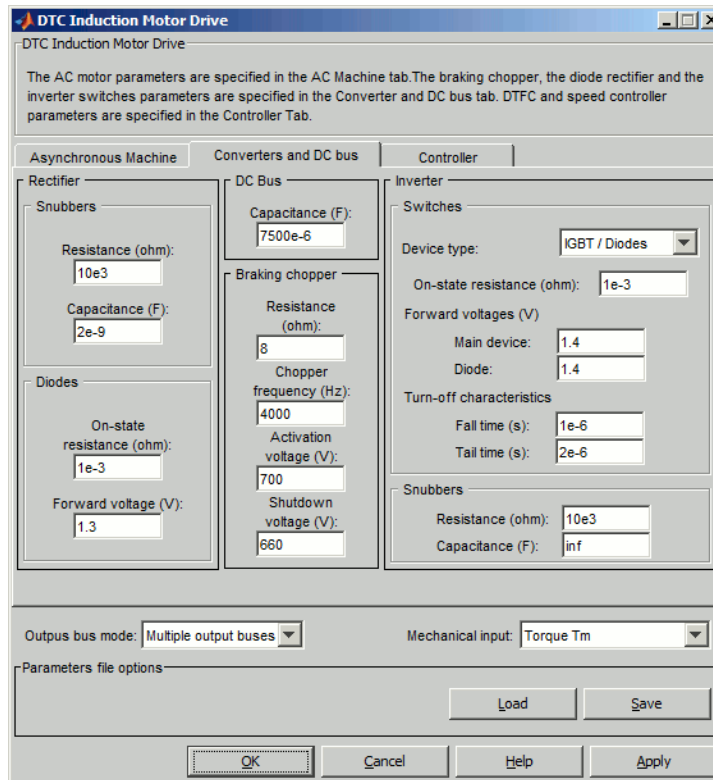 DTC Induction Motor Drive
DTC Induction Motor Drive
The AC motor parameters are specified in the AC Machine tab.The braking chopper, the diode rectifier and the
inverter switches parameters are specified in the Converter and DC bus tab. DTFC and speed controller
parameters are specified in the Controller Tab.
Asynchronous Machine
Converters and DC bus
Controller
Rectifier
Snubbers
Resistance (ohm):
10e3
Capacitance (F):
2e-9
Diodes
On-state
resistance (ohm):
1e-3
Forward voltage (V):
1.3
DC Bus
Capacitance (F):
7500e-6
Braking chopper
Resistance
(ohm):
8
Chopper
frequency (Hz):
4000
Activation
voltage (V):
700
Shutdown
voltage (V):
660
Inverter
Switches
Device type: IGBT / Diodes
On-state resistance (ohm): 1e-3
Forward voltages (V)
Main device: 1.4
Diode: 1.4
Turn-off characteristics
Fall time (s): 1e-6
Tail time (s): 2e-6
Snubbers
Resistance (ohm): 10e3
Capacitance (F): inf
Outpus bus mode: Multiple output buses
Mechanical input: Torque Tm
Parameters file options
Load
Save
OK
Cancel
Help
Apply